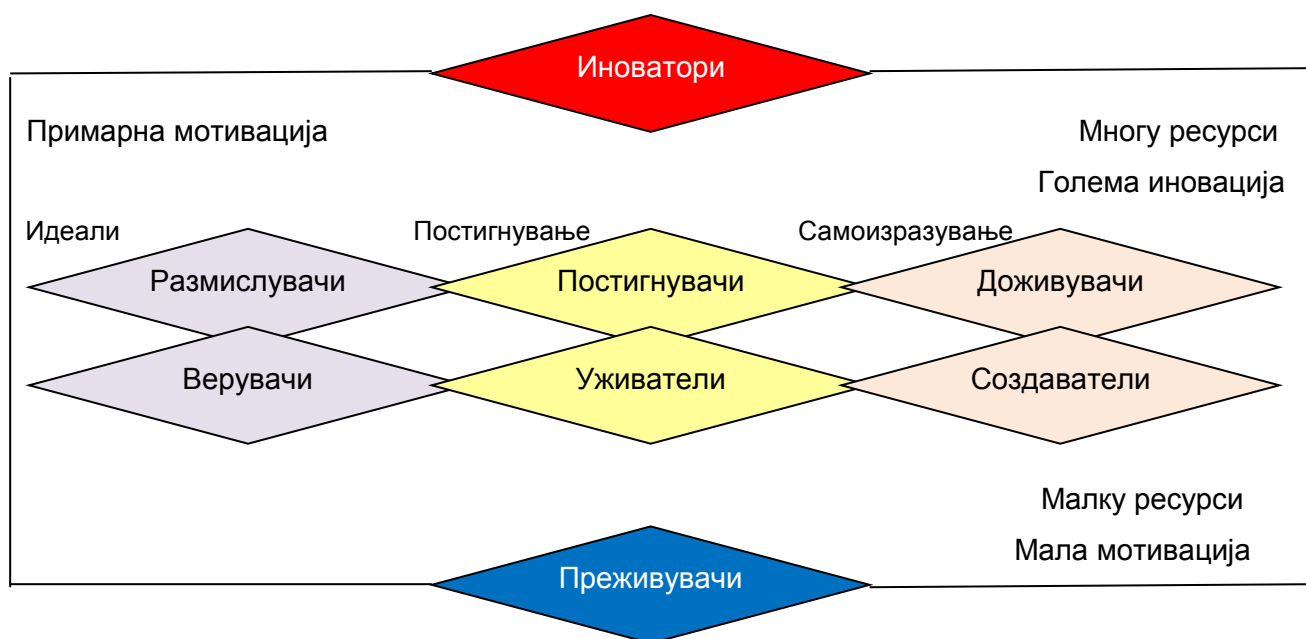 Иноватори
Примарна мотивација
Многу ресурси
Голема иновација
Идеали
Постигнување
Самоизразување
Размислувачи
Постигнувачи
Доживувачи
Верувачи
Уживатели
Создаватели
Малку ресурси
Мала мотивација
Преживувачи